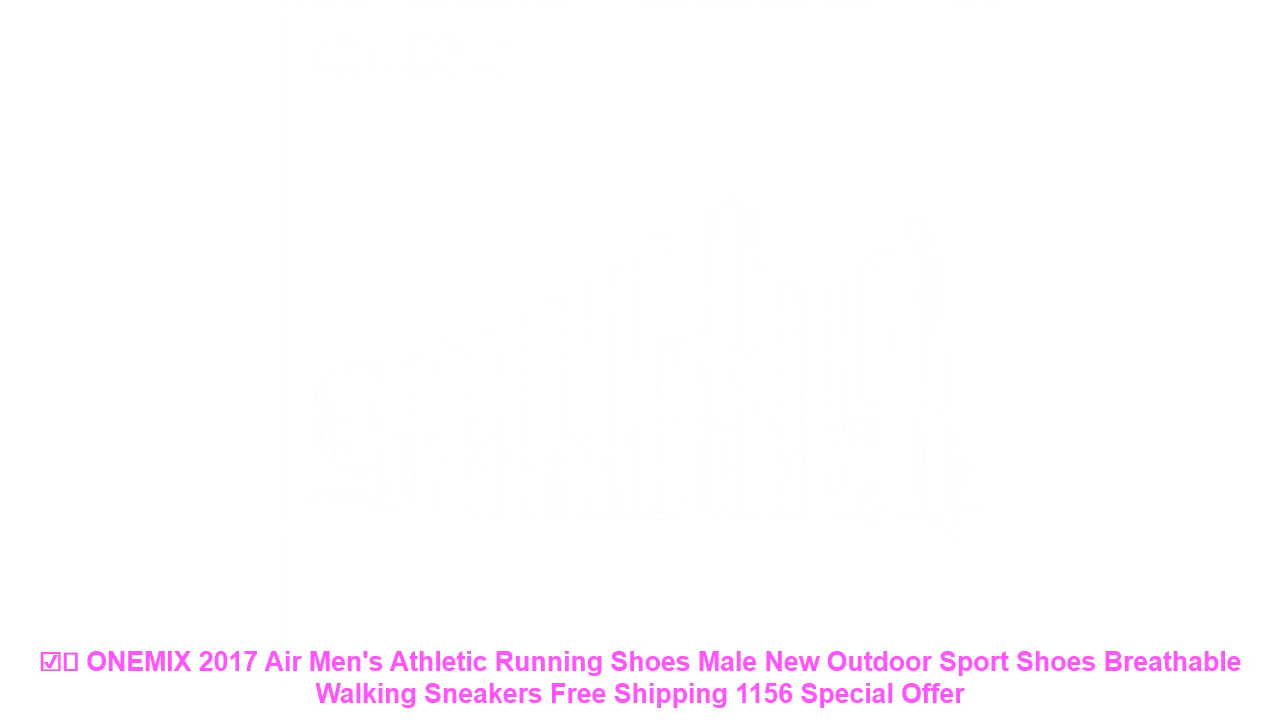 ☑️ ONEMIX 2017 Air Men's Athletic Running Shoes Male New Outdoor Sport Shoes Breathable
Walking Sneakers Free Shipping 1156 Special Offer